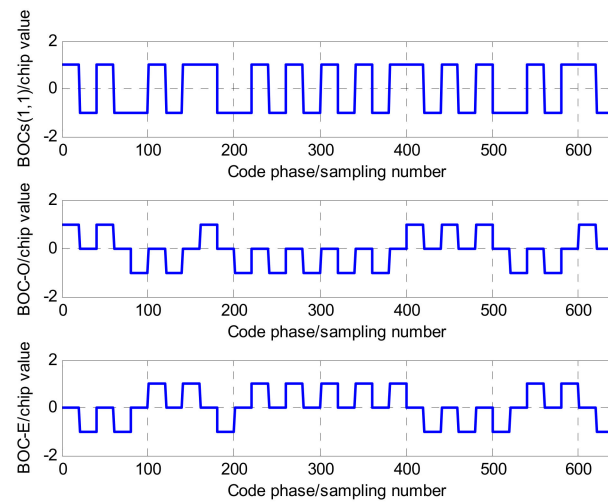 BOCs(1,1)/chip value
2
0
-2
0 100 200 300 400 500 600
Code phase/sampling number
BOC-O/chip value
2
0
-2
0 100 200 300 400 500 600
Code phase/sampling number
BOC-E/chip value
2
0
-2
0 100 200 300 400 500 600
Code phase/sampling number